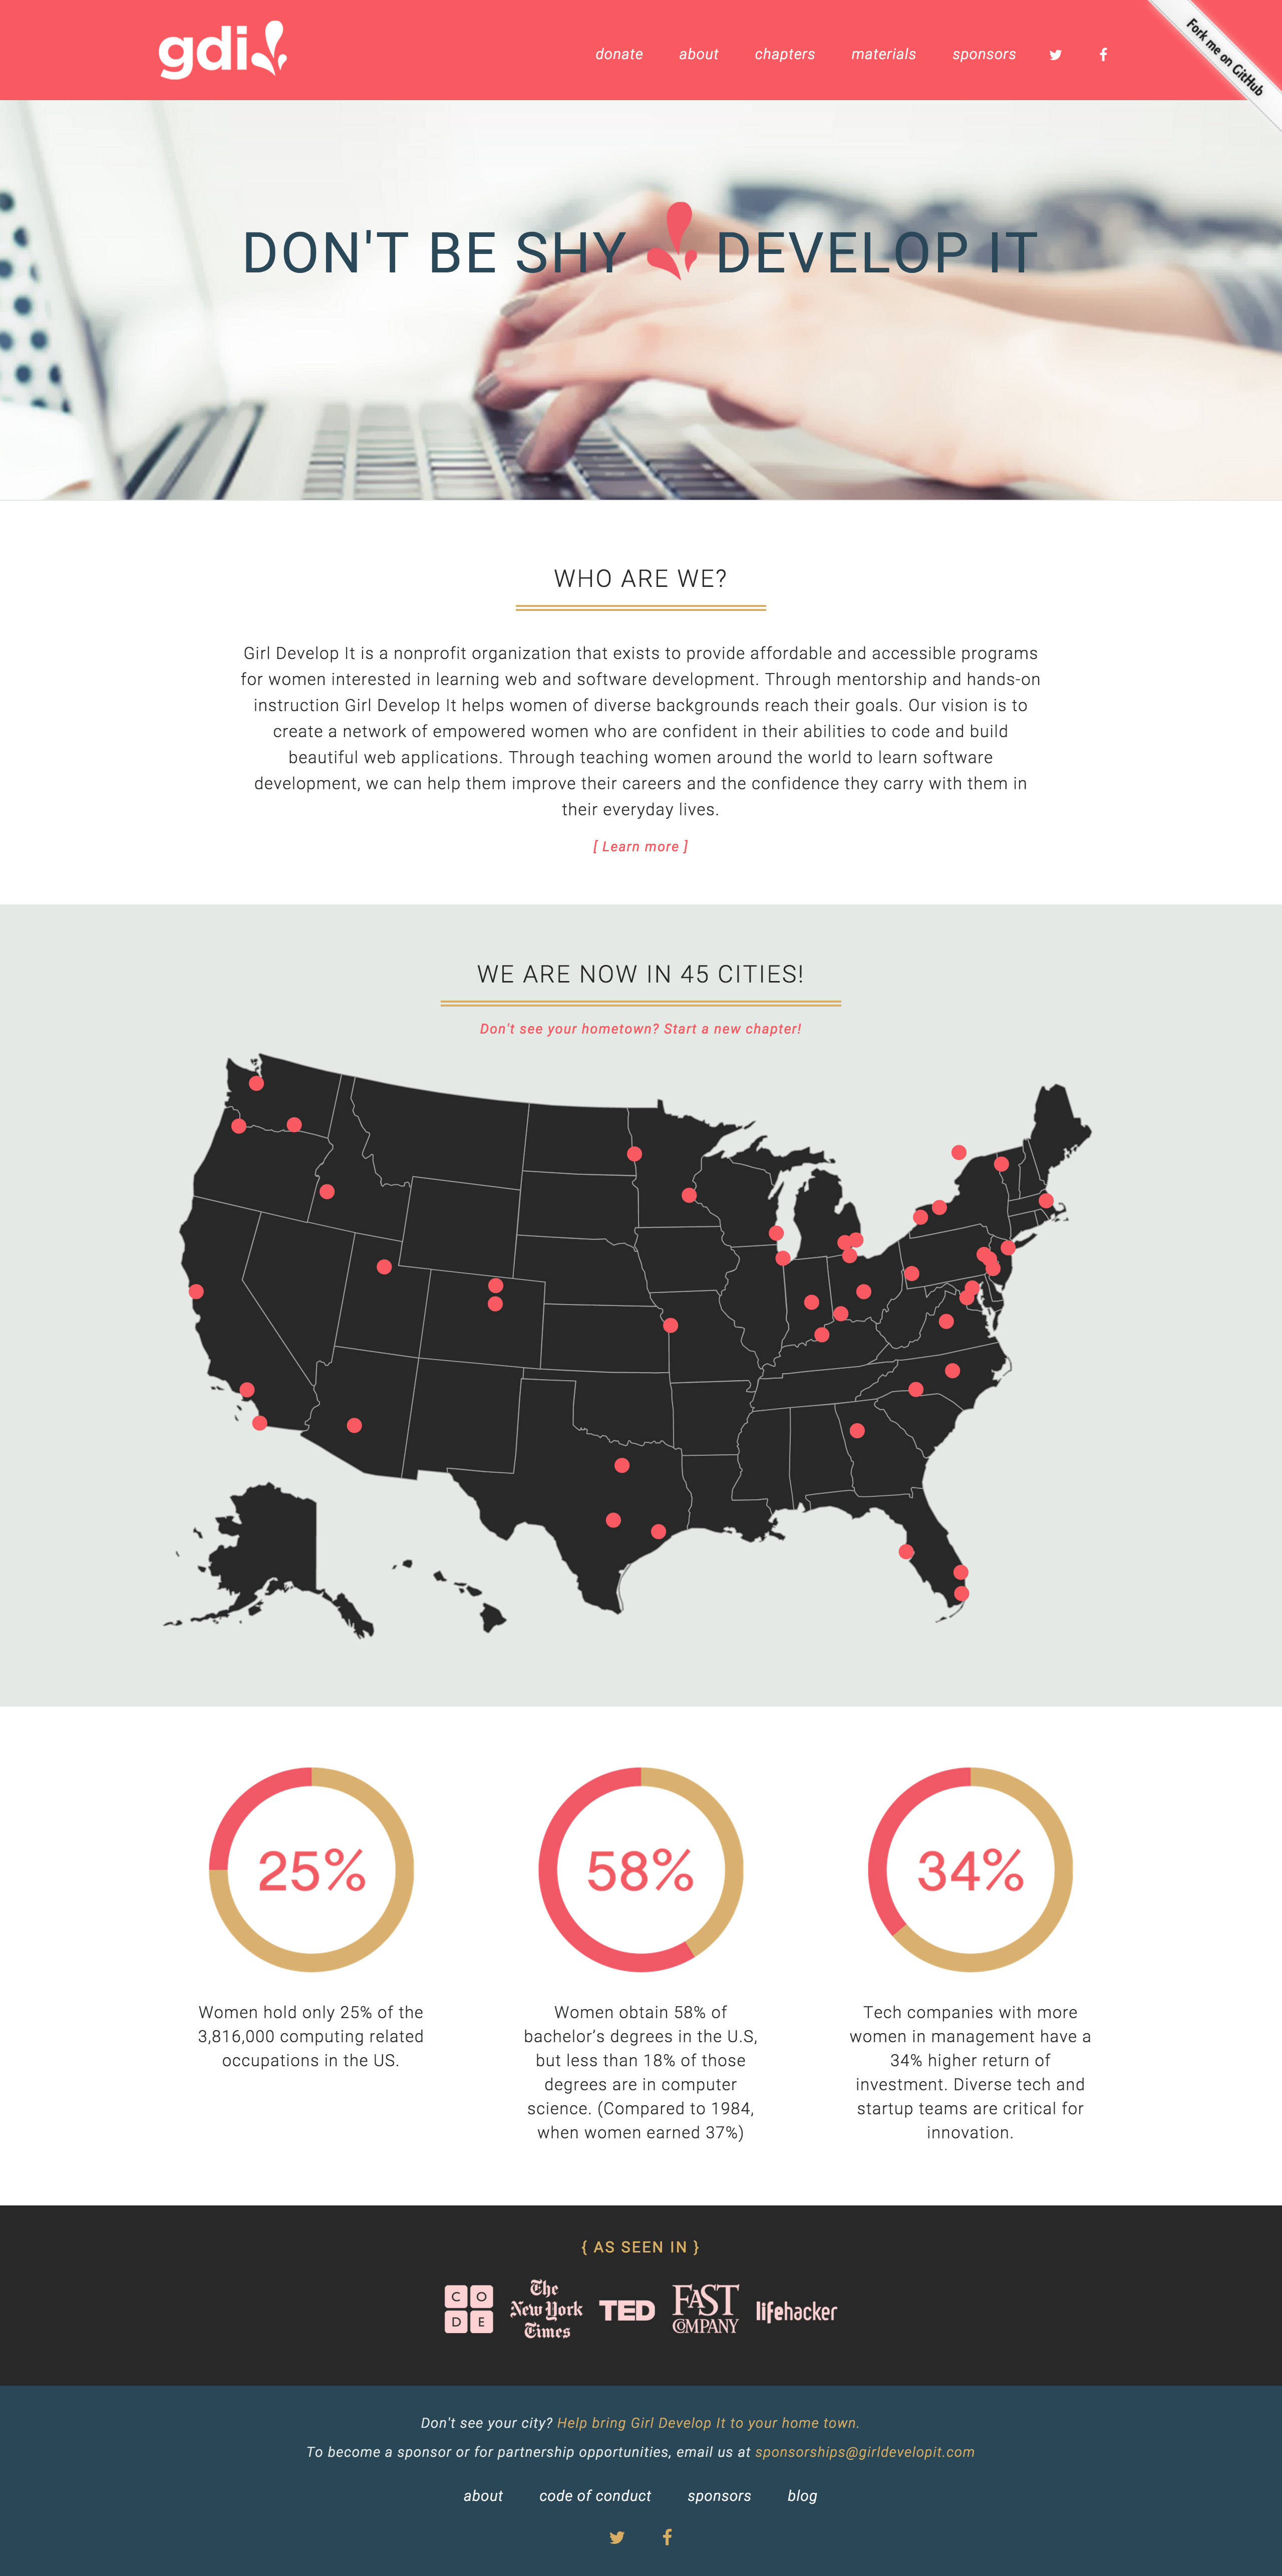 gdi
donate about chapters materials sponsors
Fork me on GitHub
DON'T BE SHY DEVELOP IT
WHO ARE WE?
Girl Develop It is a nonprofit organization that exists to provide affordable and accessible programs
for women interested in learning web and software development. Through mentorship and hands-on
instruction Girl Develop It helps women of diverse backgrounds reach their goals. Our vision is to
create a network of empowered women who are confident in their abilities to code and build
beautiful web applications. Through teaching women around the world to learn software
development, we can help them improve their careers and the confidence they carry with them in
their everyday lives.
[ Learn more ]
WE ARE NOW IN 45 CITIES!
Don't see your hometown? Start a new chapter!
25%
Women hold only 25% of the
3,816,000 computing related
occupations in the US.
58%
Women obtain 58% of
bachelor's degrees in the U.S,
but less than 18% of those
degrees are in computer
science. (Compared to 1984,
when women earned 37%)
34%
Tech companies with more
women in management have a
34% higher return of
investment. Diverse tech and
startup teams are critical for
innovation.
{ AS SEEN IN }
CODE
The
New York
Times
TED
FAST
COMPANY
lifehacker
Don't see your city? Help bring Girl Develop It to your home town.
To become a sponsor or for partnership opportunities, email us at sponsorships@girldevelopit.com
about code of conduct sponsors blog